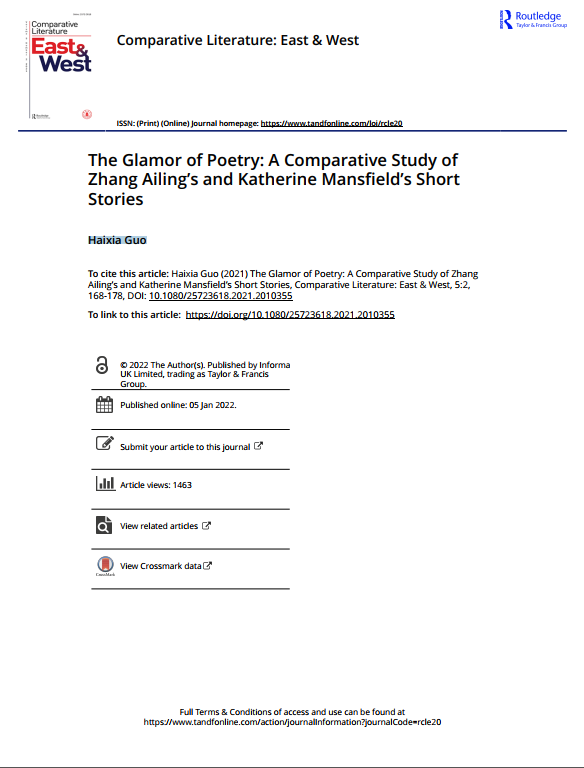 Comparative
Literature
East&
West
Routledge
Taylor & Francis Group
Comparative Literature: East & West
ISSN: (Print) (Online) Journal homepage: https://www.tandfonline.com/loi/rcle20
The Glamor of Poetry: A Comparative Study of
Zhang Ailing’s and Katherine Mansfield’s Short
Stories
Haixia Guo
To cite this article: Haixia Guo (2021) The Glamor of Poetry: A Comparative Study of Zhang
Ailing’s and Katherine Mansfield’s Short Stories, Comparative Literature: East & West, 5:2,
168-178, DOI: 10.1080/25723618.2021.2010355
To link to this article: https://doi.org/10.1080/25723618.2021.2010355
© 2022 The Author(s). Published by Informa
UK Limited, trading as Taylor & Francis
Group.
Published online: 05 Jan 2022.
Submit your article to this journal
Article views: 1463
View related articles
View Crossmark data
CrossMark
Full Terms & Conditions of access and use can be found at
https://www.tandfonline.com/action/journalInformation?journalCode=rcle20